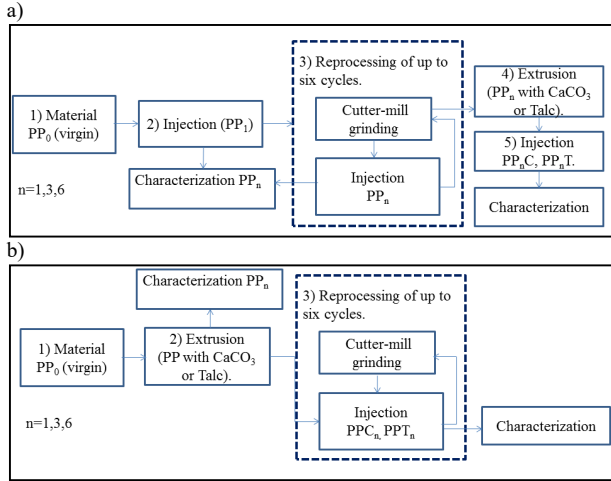 a)
3) Reprocessing of up to
six cycles.
4) Extrusion
(PPₙ with CaCO₃
or Talc).
1) Material
PP₀ (virgin)
2) Injection (PP₁)
Cutter-mill
grinding
5) Injection
PPₙC, PPₙT.
Characterization PPₙ
Injection
PPₙ
n=1,3,6
Characterization
b)
Characterization PPₙ
3) Reprocessing of up to
six cycles.
1) Material
PP₀ (virgin)
2) Extrusion
(PP with CaCO₃
or Talc).
Cutter-mill
grinding
Injection
PPCₙ, PPTₙ
n=1,3,6
Characterization